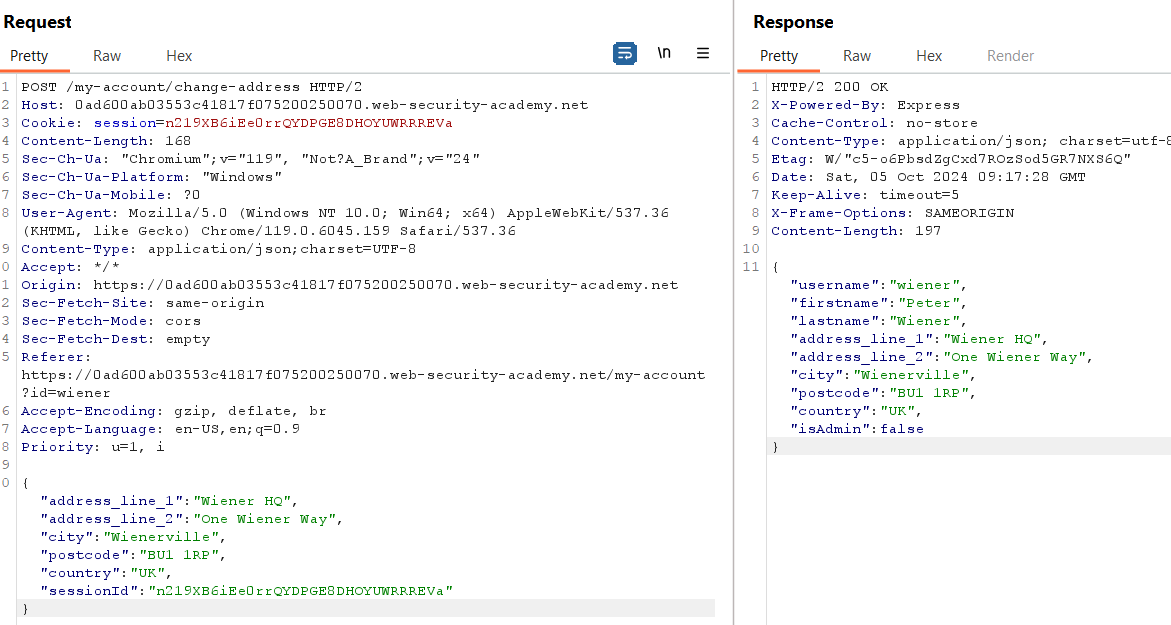 Request
Pretty Raw Hex \n
1 POST /my-account/change-address HTTP/2
2 Host: 0ad600ab03553c41817f075200250070.web-security-academy.net
3 Cookie: session=n219XB6iEe0rrQYDPGE8DHOYUWRRREVa
4 Content-Length: 168
5 Sec-Ch-Ua: "Chromium";v="119", "Not?A_Brand";v="24"
6 Sec-Ch-Ua-Platform: "Windows"
7 Sec-Ch-Ua-Mobile: ?0
8 User-Agent: Mozilla/5.0 (Windows NT 10.0; Win64; x64) AppleWebKit/537.36
(KHTML, like Gecko) Chrome/119.0.6045.159 Safari/537.36
9 Content-Type: application/json;charset=UTF-8
0 Accept: */*
1 Origin: https://0ad600ab03553c41817f075200250070.web-security-academy.net
2 Sec-Fetch-Site: same-origin
3 Sec-Fetch-Mode: cors
4 Sec-Fetch-Dest: empty
5 Referer:
https://0ad600ab03553c41817f075200250070.web-security-academy.net/my-account
?id=wiener
6 Accept-Encoding: gzip, deflate, br
7 Accept-Language: en-US,en;q=0.9
8 Priority: u=1, i
9
0 {
"address_line_1":"Wiener HQ",
"address_line_2":"One Wiener Way",
"city":"Wienerville",
"postcode":"BU1 1RP",
"country":"UK",
"sessionId":"n219XB6iEe0rrQYDPGE8DHOYUWRRREVa"
}
Response
Pretty Raw Hex Render
1 HTTP/2 200 OK
2 X-Powered-By: Express
3 Cache-Control: no-store
4 Content-Type: application/json; charset=utf-8
5 Etag: W/"c5-o6PbsdZgCxd7ROzSod5GR7NXS6Q"
6 Date: Sat, 05 Oct 2024 09:17:28 GMT
7 Keep-Alive: timeout=5
8 X-Frame-Options: SAMEORIGIN
9 Content-Length: 197
10
11 {
"username":"wiener",
"firstname":"Peter",
"lastname":"Wiener",
"address_line_1":"Wiener HQ",
"address_line_2":"One Wiener Way",
"city":"Wienerville",
"postcode":"BU1 1RP",
"country":"UK",
"isAdmin":false
}